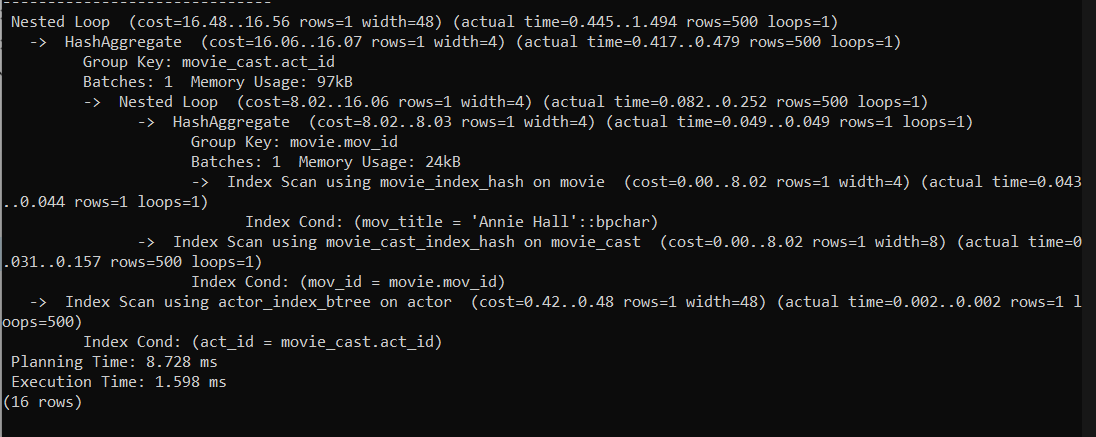 ------------------------------
Nested Loop  (cost=16.48..16.56 rows=1 width=48) (actual time=0.445..1.494 rows=500 loops=1)
  ->  HashAggregate  (cost=16.06..16.07 rows=1 width=4) (actual time=0.417..0.479 rows=500 loops=1)
        Group Key: movie_cast.act_id
        Batches: 1  Memory Usage: 97kB
        ->  Nested Loop  (cost=8.02..16.06 rows=1 width=4) (actual time=0.082..0.252 rows=500 loops=1)
              ->  HashAggregate  (cost=8.02..8.03 rows=1 width=4) (actual time=0.049..0.049 rows=1 loops=1)
                    Group Key: movie.mov_id
                    Batches: 1  Memory Usage: 24kB
                    ->  Index Scan using movie_index_hash on movie  (cost=0.00..8.02 rows=1 width=4) (actual time=0.043
..0.044 rows=1 loops=1)
                          Index Cond: (mov_title = 'Annie Hall'::bpchar)
              ->  Index Scan using movie_cast_index_hash on movie_cast  (cost=0.00..8.02 rows=1 width=8) (actual time=0
.031..0.157 rows=500 loops=1)
                    Index Cond: (mov_id = movie.mov_id)
  ->  Index Scan using actor_index_btree on actor  (cost=0.42..0.48 rows=1 width=48) (actual time=0.002..0.002 rows=1 l
oops=500)
        Index Cond: (act_id = movie_cast.act_id)
Planning Time: 8.728 ms
Execution Time: 1.598 ms
(16 rows)